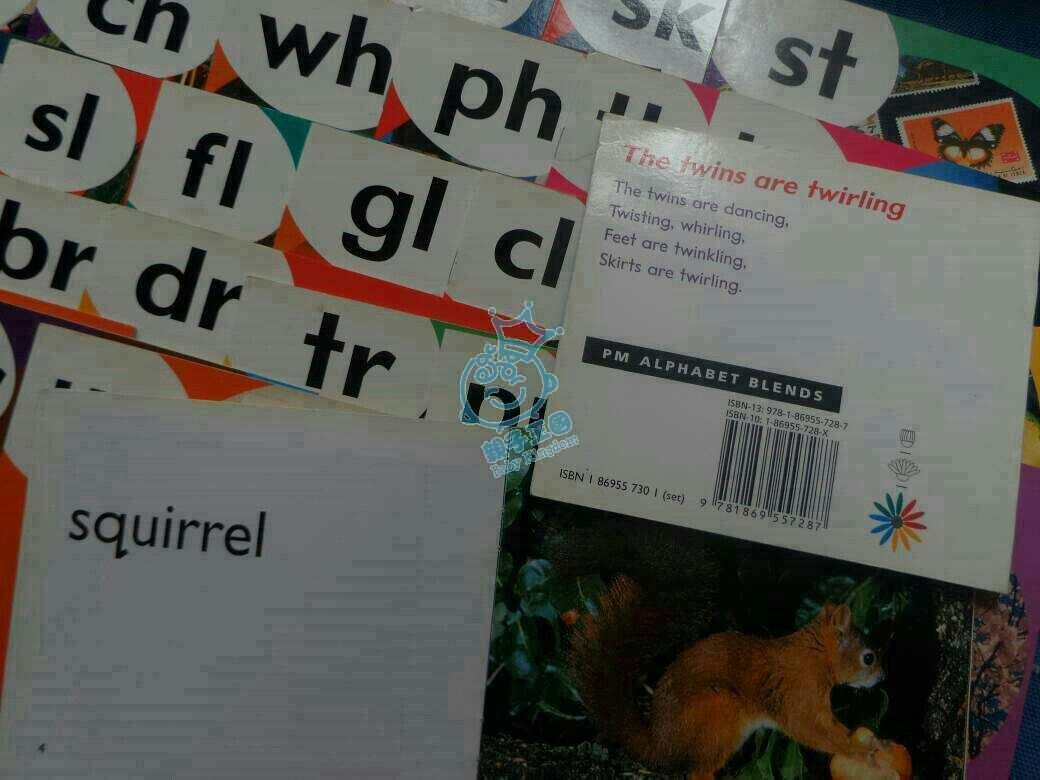 ch
wh
ph
sk
st
sl
fl
gl
cl
br
dr
tr
The twins are twirling
The twins are dancing,
Twisting, whirling,
Feet are twinkling,
Skirts are twirling.
PM ALPHABET BLENDS
ISBN-13: 978-1-86955-728-7
ISBN-10: 1-86955-728-X
ISBN 1 86955 730 1 (set)
9 781869 557287
squirrel
4
Baby Kingdom